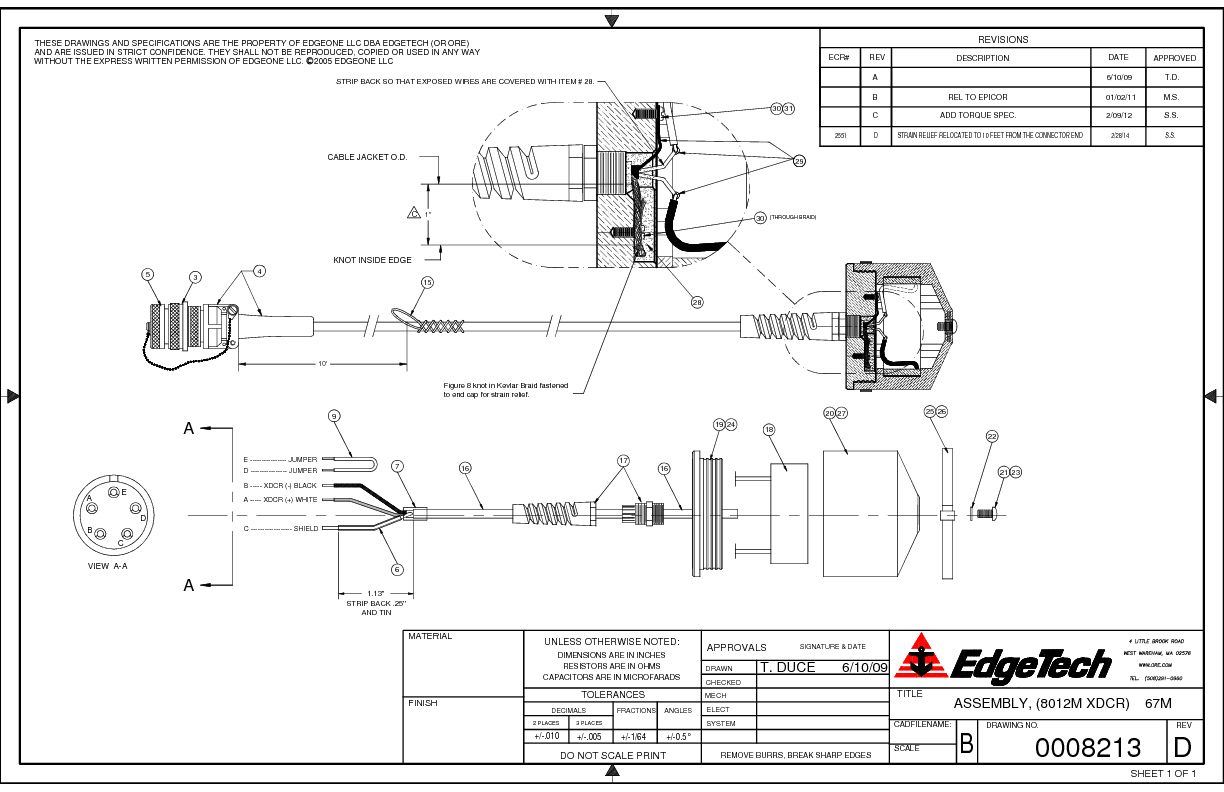 THESE DRAWINGS AND SPECIFICATIONS ARE THE PROPERTY OF EDGEONE LLC DBA EDGETECH (OR ORE)
AND ARE ISSUED IN STRICT CONFIDENCE. THEY SHALL NOT BE REPRODUCED, COPIED OR USED IN ANY WAY
WITHOUT THE EXPRESS WRITTEN PERMISSION OF EDGEONE LLC. ©2005 EDGEONE LLC
REVISIONS
ECR# REV DESCRIPTION DATE APPROVED
A 6/10/09 T.D.
B REL TO EPICOR 01/02/11 M.S.
C ADD TORQUE SPEC. 2/09/12 S.S.
2551 D STRAIN RELIEF RELOCATED TO 10 FEET FROM THE CONNECTOR END 2/28/14 S.S.
STRIP BACK SO THAT EXPOSED WIRES ARE COVERED WITH ITEM # 28.
30 31
CABLE JACKET O.D.
29
C 1"
30 (THROUGH BRAID)
KNOT INSIDE EDGE
5 3 4 15 28
10'
Figure 8 knot in Kevlar Braid fastened
to end cap for strain relief.
9 19 24 18 20 27 25 26
A
22
E JUMPER
D JUMPER
7 16 17 16 21 23
B XDCR (-) BLACK
A XDCR (+) WHITE
C SHIELD
A E D B C
VIEW A-A
6
A
1.13"
STRIP BACK .25"
AND TIN
MATERIAL
FINISH
UNLESS OTHERWISE NOTED:
DIMENSIONS ARE IN INCHES
RESISTORS ARE IN OHMS
CAPACITORS ARE IN MICROFARADS
TOLERANCES
DECIMALS FRACTIONS ANGLES
2 PLACES 3 PLACES
+/-.010 +/-.005 +/-1/64 +/-0.5°
DO NOT SCALE PRINT
APPROVALS SIGNATURE & DATE
DRAWN T. DUCE 6/10/09
CHECKED
MECH
ELECT
SYSTEM
REMOVE BURRS, BREAK SHARP EDGES
EdgeTech
4 LITTLE BROOK ROAD
WEST WAREHAM, MA 02576
WWW.ORE.COM
TEL. (508)291-0960
TITLE
ASSEMBLY, (8012M XDCR) 67M
CADFILENAME:
SCALE
B
DRAWING NO.
0008213
REV
D
SHEET 1 OF 1